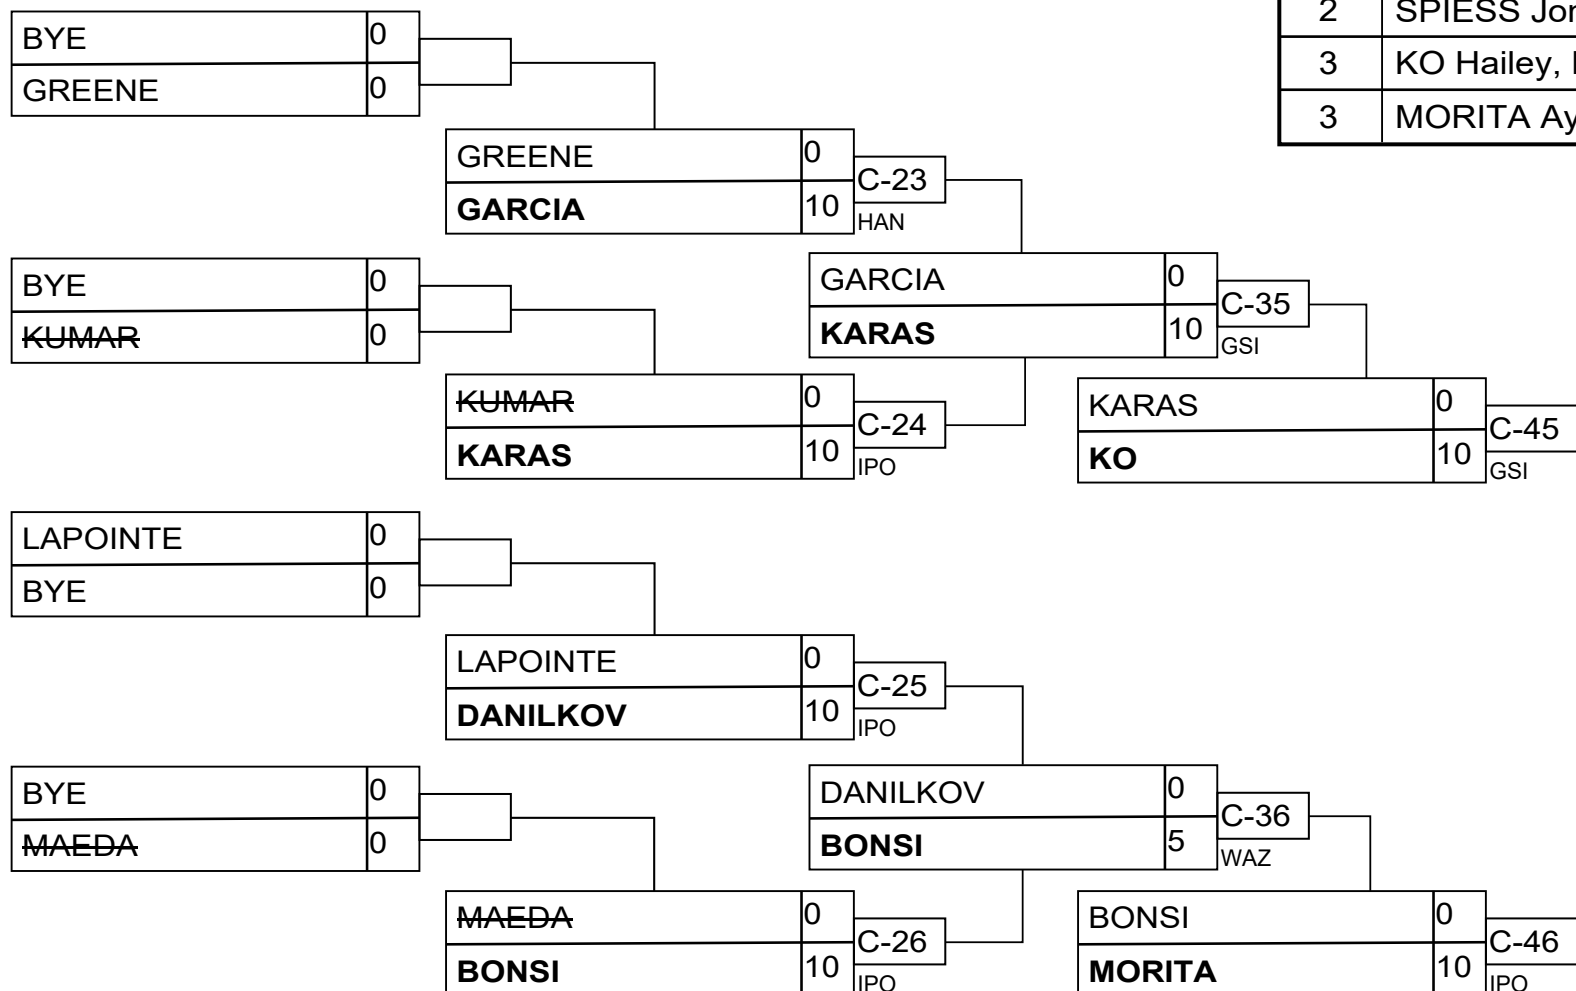 2 SPIESS
3 KO Hailey,
3 MORITA
BYE 0
GREENE 0
GREENE 0
GARCIA 10
C-23
HAN
BYE 0
KUMAR 0
KUMAR 0
KARAS 10
C-24
IPO
GARCIA 0
KARAS 10
C-35
GSI
KARAS 0
KO 10
C-45
GSI
LAPOINTE 0
BYE 0
LAPOINTE 0
DANILKOV 10
C-25
IPO
BYE 0
MAEDA 0
MAEDA 0
BONSI 10
C-26
IPO
DANILKOV 0
BONSI 5
C-36
WAZ
BONSI 0
MORITA 10
C-46
IPO